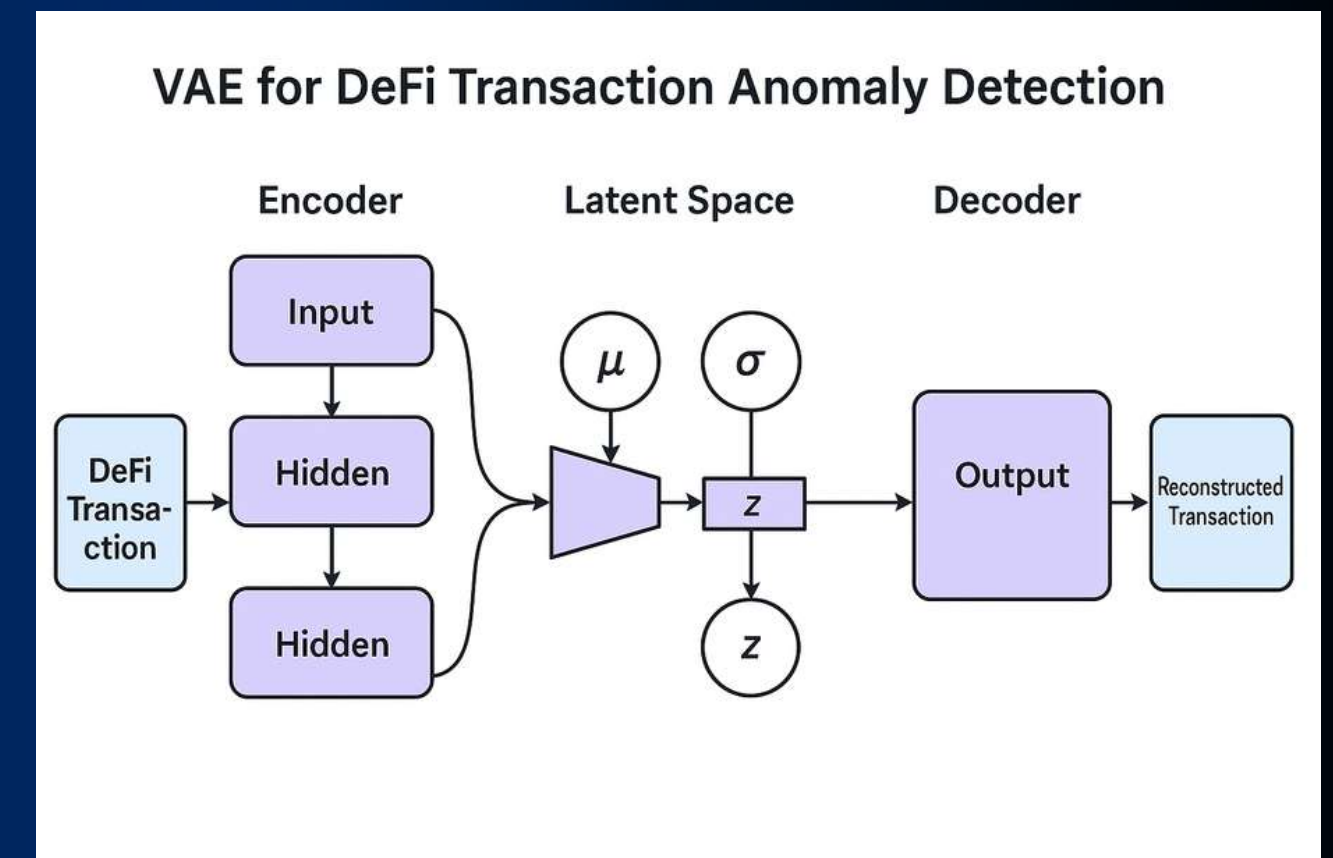 VAE for DeFi Transaction Anomaly Detection
Encoder
Latent Space
Decoder
DeFi
Transa-
ction
Input
Hidden
Hidden
μ
σ
z
z
Output
Reconstructed
Transaction